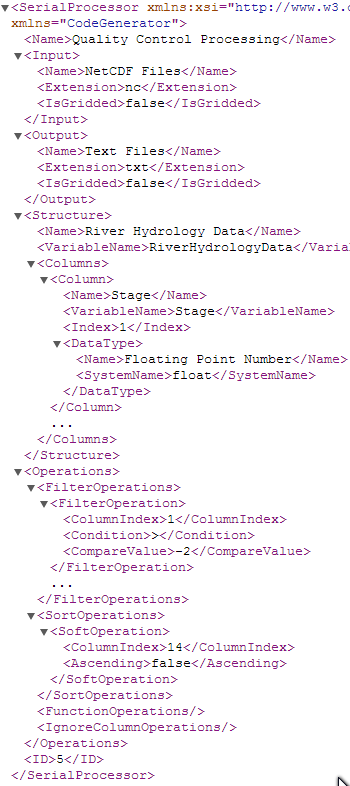 <SerialProcessor xmlns:xsi="http://www.w3.
xmlns="CodeGenerator">
<Name>Quality Control Processing</Name>
<Input>
<Name>NetCDF Files</Name>
<Extension>nc</Extension>
<IsGridded>false</IsGridded>
</Input>
<Output>
<Name>Text Files</Name>
<Extension>txt</Extension>
<IsGridded>false</IsGridded>
</Output>
<Structure>
<Name>River Hydrology Data</Name>
<VariableName>RiverHydrologyData</Varia
<Columns>
<Column>
<Name>Stage</Name>
<VariableName>Stage</VariableName>
<Index>1</Index>
<DataType>
<Name>Floating Point Number</Name>
<SystemName>float</SystemName>
</DataType>
</Column>
...
</Columns>
</Structure>
<Operations>
<FilterOperations>
<FilterOperation>
<ColumnIndex>1</ColumnIndex>
<Condition>></Condition>
<CompareValue>-2</CompareValue>
</FilterOperation>
...
</FilterOperations>
<SortOperations>
<SoftOperation>
<ColumnIndex>14</ColumnIndex>
<Ascending>false</Ascending>
</SoftOperation>
</SortOperations>
<FunctionOperations/>
<IgnoreColumnOperations/>
</Operations>
<ID>5</ID>
</SerialProcessor>